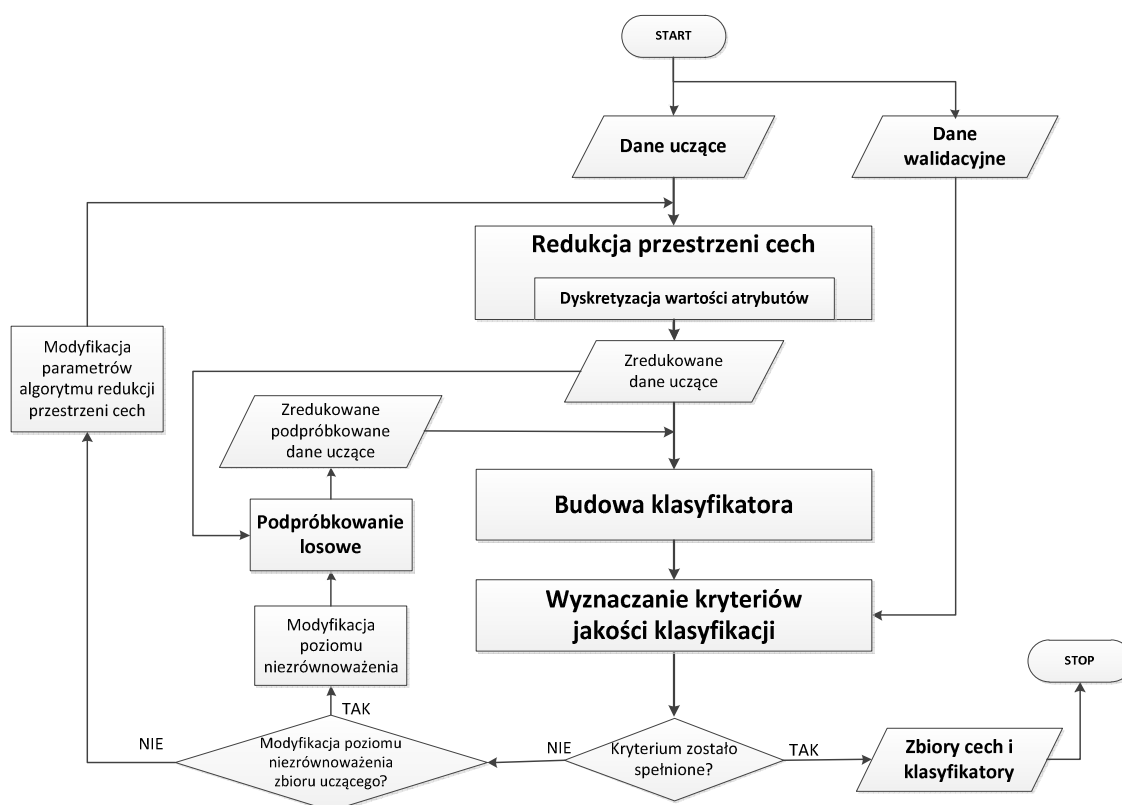 START
Dane uczące
Dane
walidacyjne
Redukcja przestrzeni cech
Dyskretyzacja wartości atrybutów
Modyfikacja
parametrów
algorytmu redukcji
przestrzeni cech
Zredukowane
dane uczące
Zredukowane
podpróbkowane
dane uczące
Budowa klasyfikatora
Podpróbkowanie
losowe
Wyznaczanie kryteriów
jakości klasyfikacji
Modyfikacja
poziomu
niezrównoważenia
STOP
TAK
NIE
Modyfikacja poziomu
niezrównoważenia
zbioru uczącego?
NIE
Kryterium zostało
spełnione?
TAK
Zbiory cech i
klasyfikatory